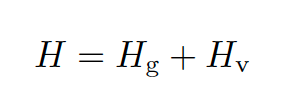 H = H_g + H_v